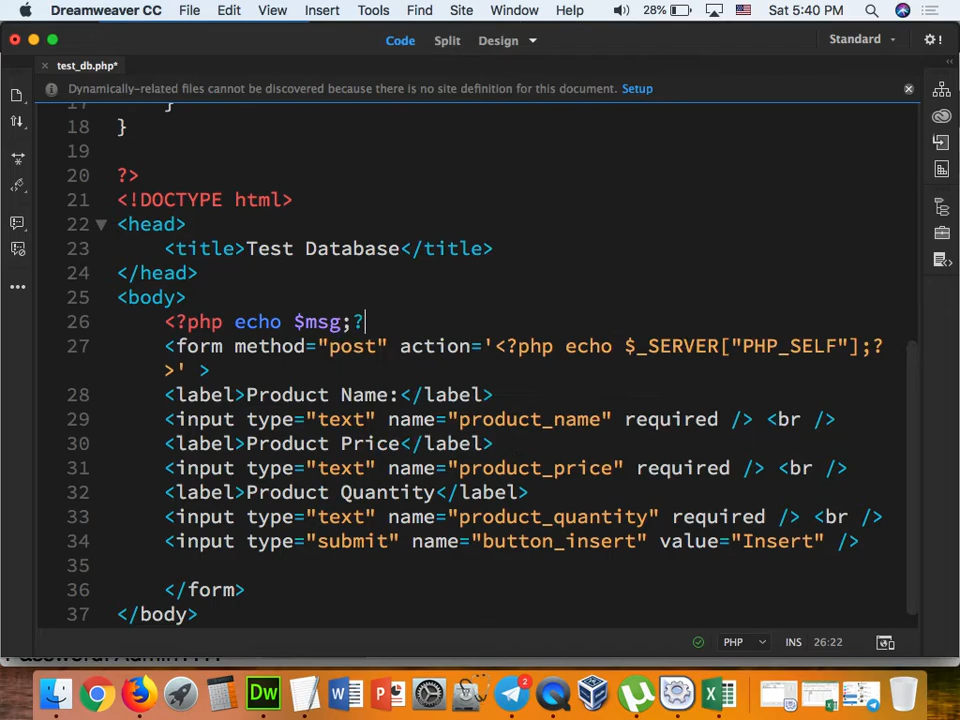 Dreamweaver CC File Edit View Insert Tools Find Site Window Help 28% Sat 5:40 PM
Code Split Design Standard
test_db.php*
Dynamically-related files cannot be discovered because there is no site definition for this document. Setup
17 }
18 }
19
20 ?>
21 <!DOCTYPE html>
22 <head>
23 <title>Test Database</title>
24 </head>
25 <body>
26 <?php echo $msg;?
27 <form method="post" action='<?php echo $_SERVER["PHP_SELF"];?
>' >
28 <label>Product Name:</label>
29 <input type="text" name="product_name" required /> <br />
30 <label>Product Price</label>
31 <input type="text" name="product_price" required /> <br />
32 <label>Product Quantity</label>
33 <input type="text" name="product_quantity" required /> <br />
34 <input type="submit" name="button_insert" value="Insert" />
35
36 </form>
37 </body>
PHP INS 26:22
Dw 2